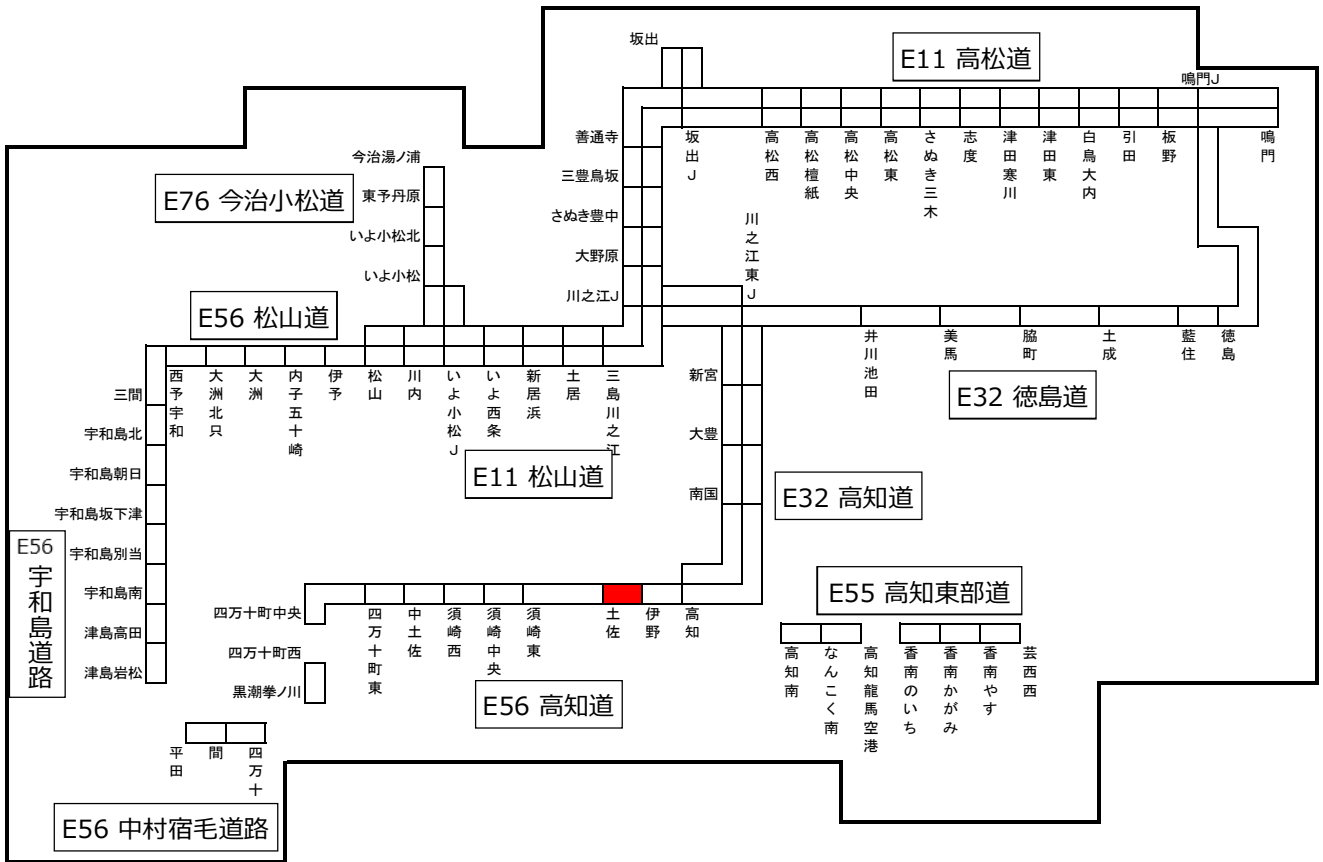 坂出
E11 高松道
鳴門J
善通寺
三豊鳥坂
さぬき豊中
大野原
川之江J
坂出J
高松西
高松檀紙
高松中央
高松東
さぬき三木
志度
津田寒川
津田東
白鳥大内
引田
板野
鳴門
今治湯ノ浦
東予丹原
いよ小松北
いよ小松
E76 今治小松道
川之江東J
E56 松山道
西予宇和
大洲北只
大洲
内子五十崎
伊予
松山
川内
いよ小松J
いよ西条
新居浜
土居
三島川之江
E11 松山道
井川池田
美馬
脇町
土成
藍住
徳島
E32 徳島道
新宮
大豊
南国
E32 高知道
三間
宇和島北
宇和島朝日
宇和島坂下津
宇和島別当
宇和島南
津島高田
津島岩松
E56
宇和島道路
四万十町中央
四万十町西
黒潮拳ノ川
四万十町東
中土佐
須崎西
須崎中央
須崎東
土佐
伊野
高知
E56 高知道
E55 高知東部道
高知南
なんこく南
高知龍馬空港
香南のいち
香南かがみ
香南やす
芸西西
平田
間
四万十
E56 中村宿毛道路